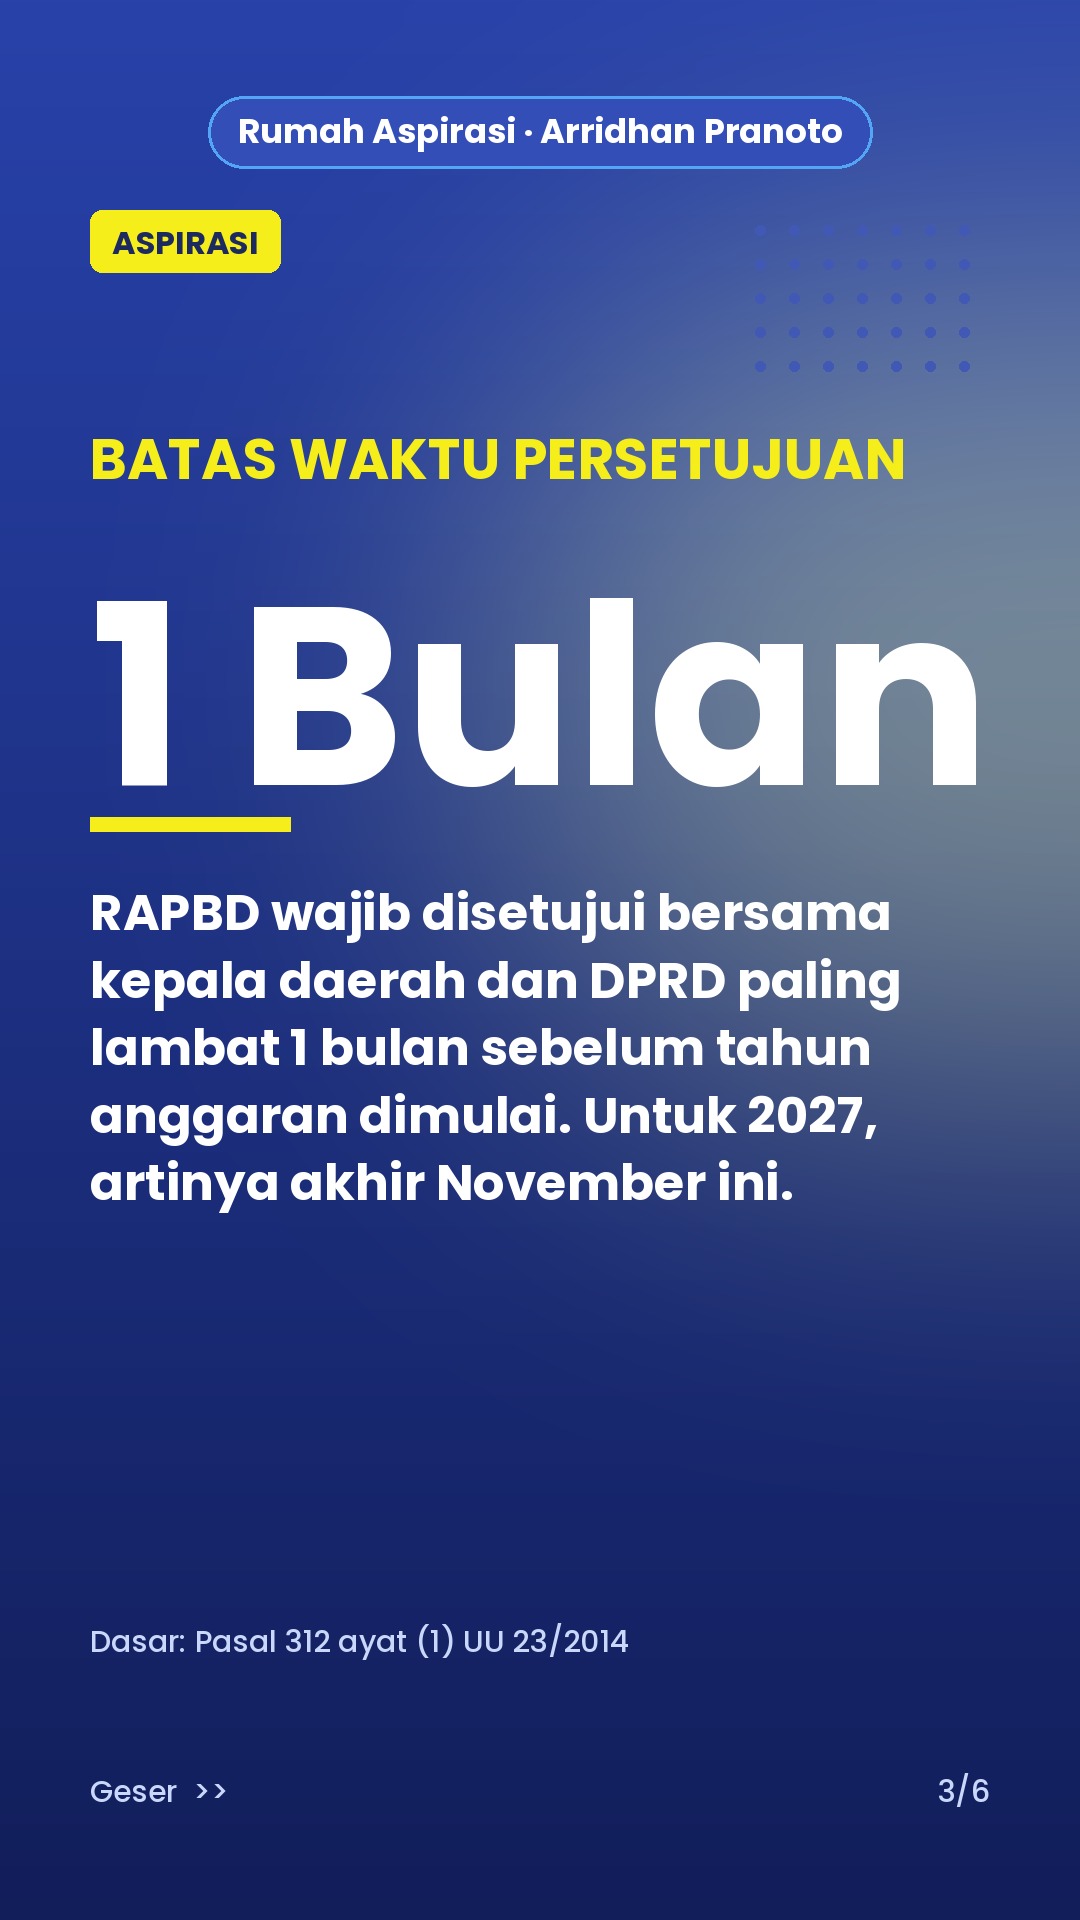 Rumah Aspirasi · Arridhan Pranoto
ASPIRASI
BATAS WAKTU PERSETUJUAN
1 Bulan
RAPBD wajib disetujui bersama
kepala daerah dan DPRD paling
lambat 1 bulan sebelum tahun
anggaran dimulai. Untuk 2027,
artinya akhir November ini.
Dasar: Pasal 312 ayat (1) UU 23/2014
Geser >>
3/6